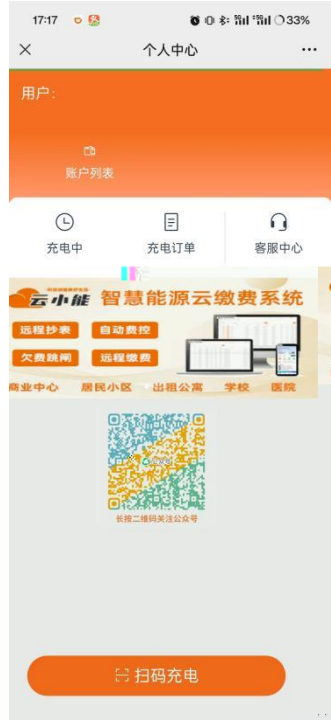 17:17
33%
个人中心
用户:
账户列表
充电中
充电订单
客服中心
云小能 智慧能源云缴费系统
远程抄表 自动费控
欠费跳闸 远程缴费
商业中心 居民小区 出租公寓 学校 医院
长按二维码关注公众号
扫码充电